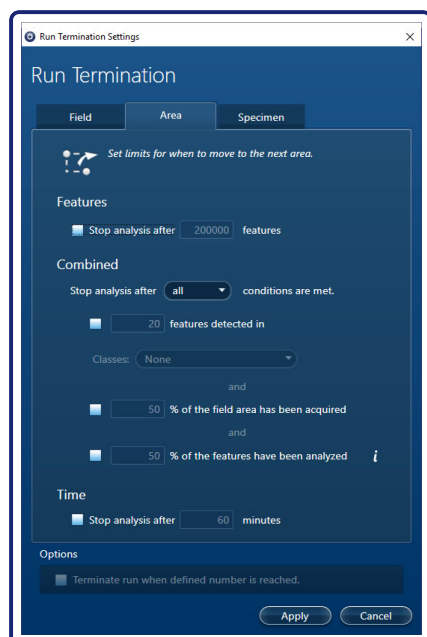 Run Termination Settings
Run Termination
Field Area Specimen
Set limits for when to move to the next area.
Features
Stop analysis after 200000 features
Combined
Stop analysis after all conditions are met.
20 features detected in
Classes: None
and
50 % of the field area has been acquired
and
50 % of the features have been analyzed i
Time
Stop analysis after 60 minutes
Options
Terminate run when defined number is reached.
Apply Cancel